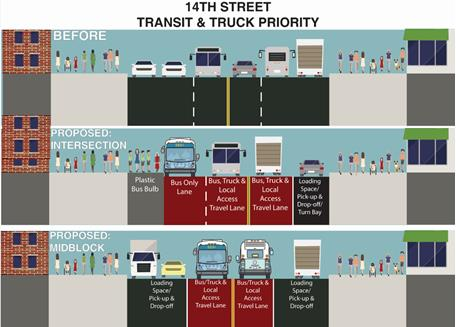 14TH STREET
TRANSIT & TRUCK PRIORITY
BEFORE
PROPOSED:
INTERSECTION
Plastic
Bus Bulb
Bus Only
Lane
Bus, Truck &
Local
Access
Travel Lane
Bus, Truck &
Local
Access
Travel Lane
Loading
Space/
Pick-up &
Drop-off/
Turn Bay
PROPOSED:
MIDBLOCK
Loading
Space/
Pick-up &
Drop-off
Bus/Truck &
Local
Access
Travel Lane
Bus/Truck &
Local
Access
Travel Lane
Loading
Space/
Pick-up &
Drop-off